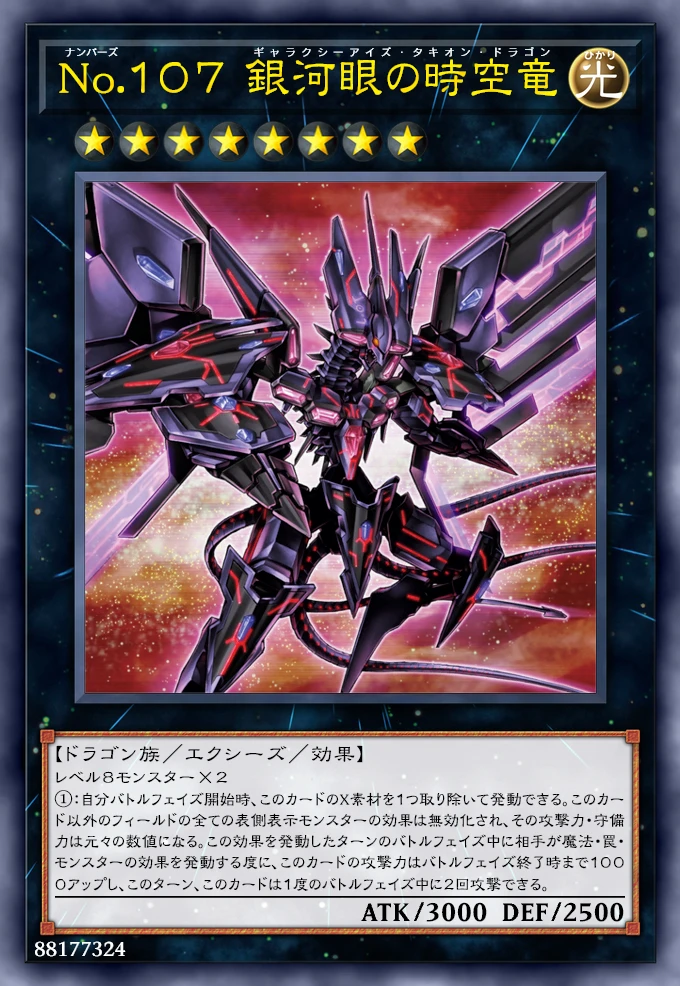 ナンバーズ ギャラクシーアイズ・タキオン・ドラゴン
No.107 銀河眼の時空竜
ひかり
光
【ドラゴン族／エクシーズ／効果】
レベル8モンスター×2
①：自分バトルフェイズ開始時、このカードのX素材を1つ取り除いて発動できる。このカー
ド以外のフィールドの全ての表側表示モンスターの効果は無効化され、その攻撃力・守備
力は元々の数値になる。この効果を発動したターンのバトルフェイズ中に相手が魔法・罠・
モンスターの効果を発動する度に、このカードの攻撃力はバトルフェイズ終了時まで100
0アップし、このターン、このカードは1度のバトルフェイズ中に2回攻撃できる。
ATK/3000 DEF/2500
88177324